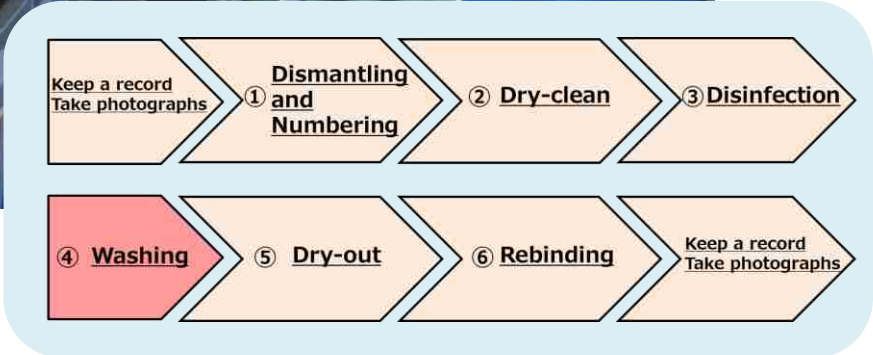 Keep a record
Take photographs
① Dismantling
and
Numbering
② Dry-clean
③ Disinfection
④ Washing
⑤ Dry-out
⑥ Rebinding
Keep a record
Take photographs